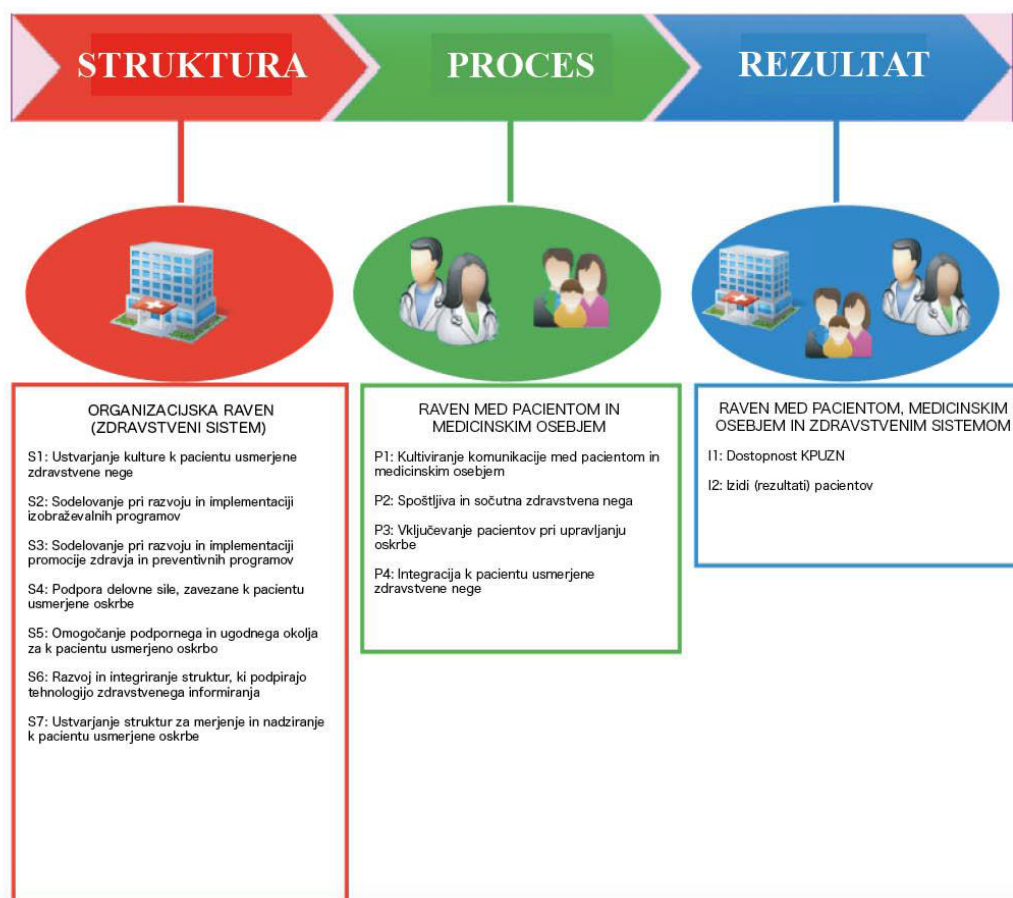 STRUKTURA
PROCES
REZULTAT
ORGANIZACIJSKA RAVEN
(ZDRAVSTVENI SISTEM)
S1: Ustvarjanje kulture k pacientu usmerjene
zdravstvene nege
S2: Sodelovanje pri razvoju in implementaciji
izobraževalnih programov
S3: Sodelovanje pri razvoju in implementaciji
promocije zdravja in preventivnih programov
S4: Podpora delovne sile, zavezane k pacientu
usmerjene oskrbe
S5: Omogočanje podpornega in ugodnega okolja
za k pacientu usmerjeno oskrbo
S6: Razvoj in integriranje struktur, ki podpirajo
tehnologijo zdravstvenega informiranja
S7: Ustvarjanje struktur za merjenje in nadziranje
k pacientu usmerjene oskrbe
RAVEN MED PACIENTOM IN
MEDICINSKIM OSEBJEM
P1: Kultiviranje komunikacije med pacientom in
medicinskim osebjem
P2: Spoštljiva in sočutna zdravstvena nega
P3: Vključevanje pacientov pri upravljanju
oskrbe
P4: Integracija k pacientu usmerjene
zdravstvene nege
RAVEN MED PACIENTOM, MEDICINSKIM
OSEBJEM IN ZDRAVSTVENIM SISTEMOM
I1: Dostopnost KPUZN
I2: Izidi (rezultati) pacientov